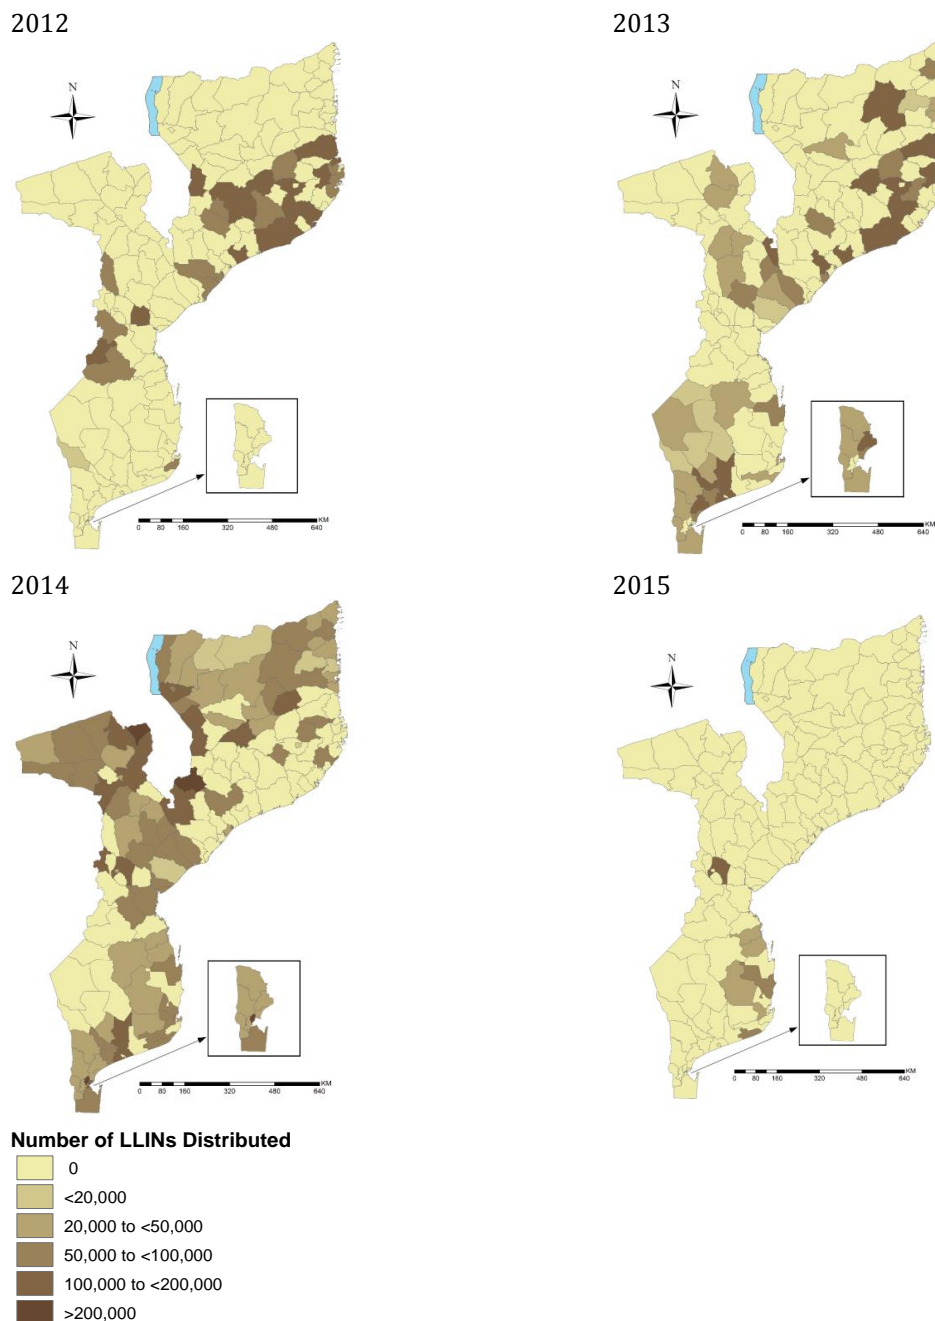 2012
2013
N
N
KM
0 80 160 320 480 640
KM
0 80 160 320 480 640
2014
2015
N
N
KM
0 80 160 320 480 640
KM
0 80 160 320 480 640
Number of LLINs Distributed
0
<20,000
20,000 to <50,000
50,000 to <100,000
100,000 to <200,000
>200,000